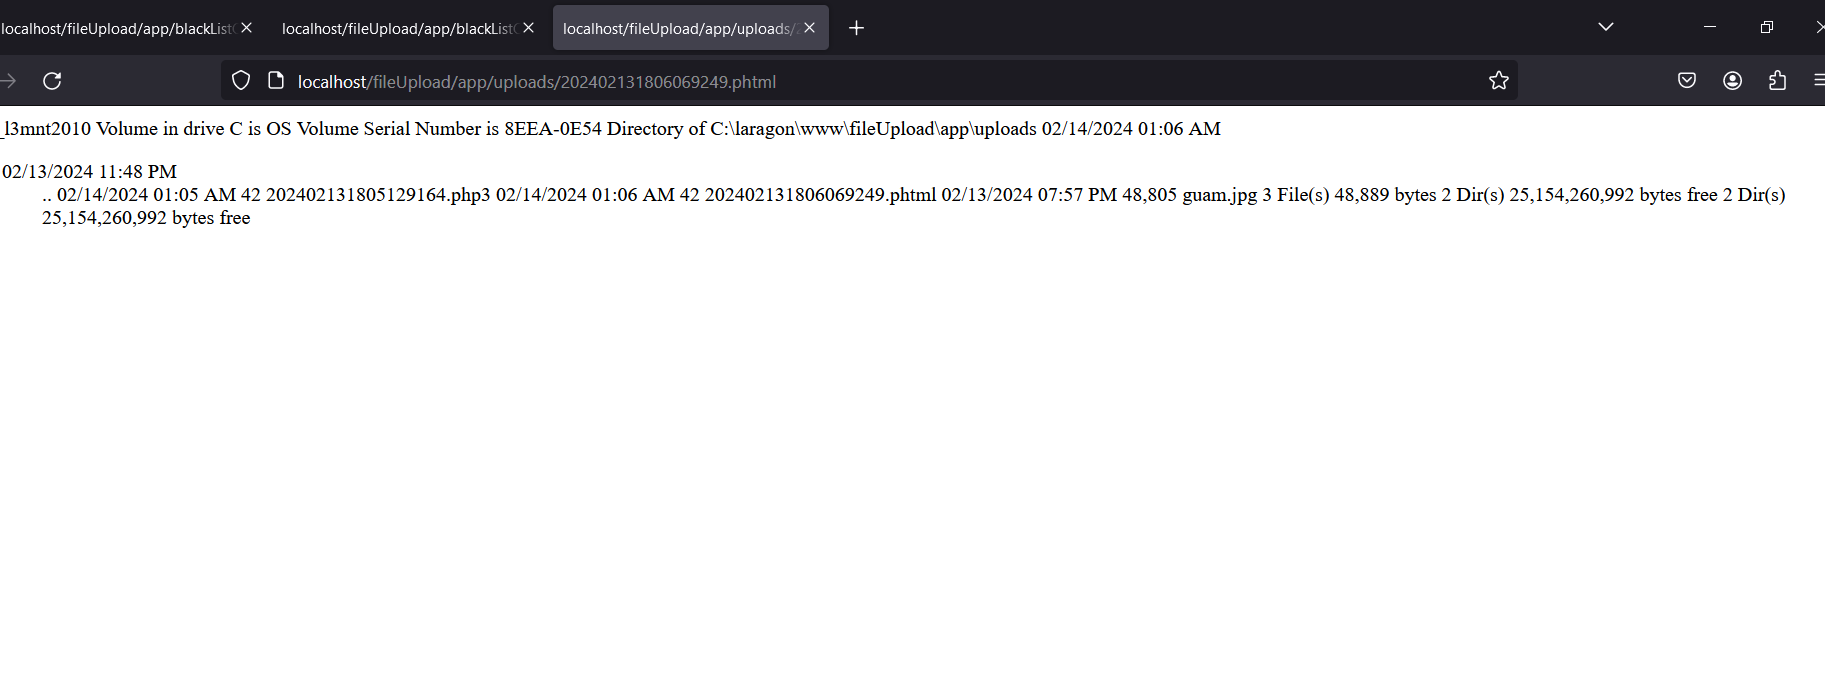 localhost/fileUpload/app/blackList
localhost/fileUpload/app/blackList
localhost/fileUpload/app/uploads/
localhost/fileUpload/app/uploads/202402131806069249.phtml
_l3mnt2010 Volume in drive C is OS Volume Serial Number is 8EEA-0E54 Directory of C:\laragon\www\fileUpload\app\uploads 02/14/2024 01:06 AM
02/13/2024 11:48 PM
.. 02/14/2024 01:05 AM 42 202402131805129164.php3 02/14/2024 01:06 AM 42 202402131806069249.phtml 02/13/2024 07:57 PM 48,805 guam.jpg 3 File(s) 48,889 bytes 2 Dir(s) 25,154,260,992 bytes free 2 Dir(s)
25,154,260,992 bytes free